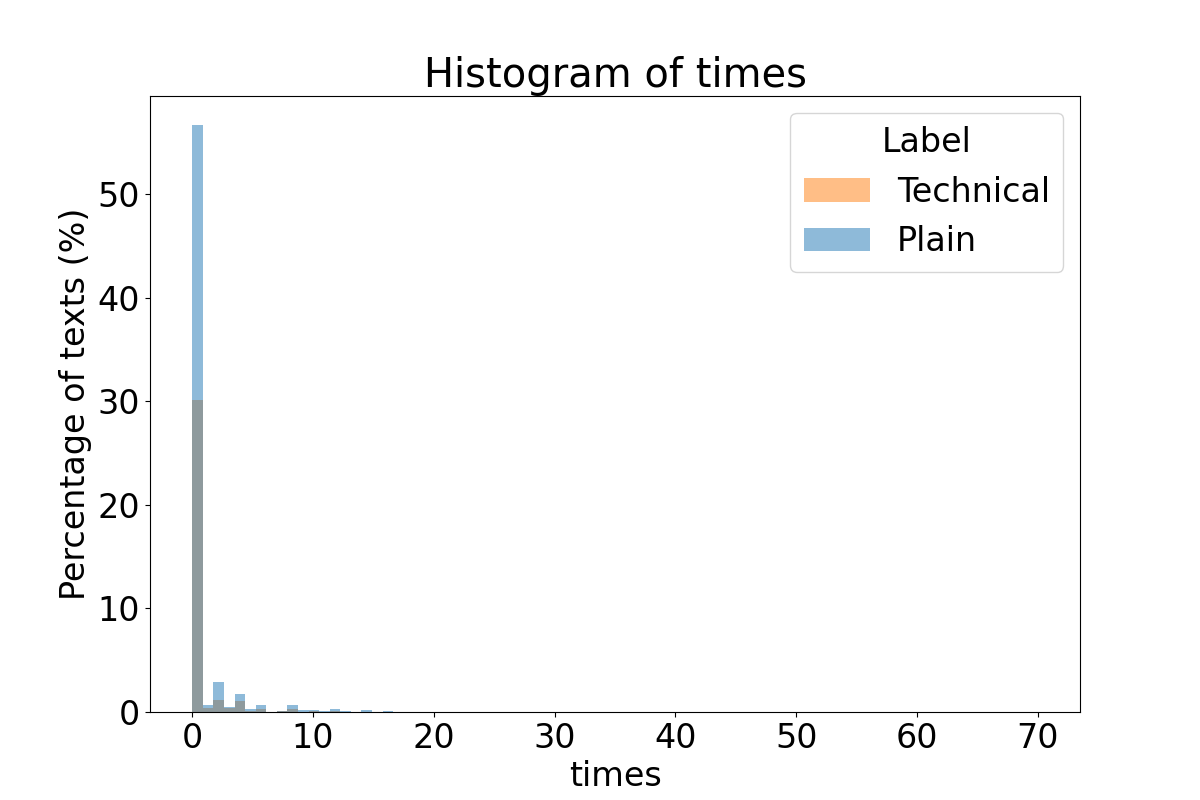 Histogram of times
Label
Technical
Plain
Percentage of texts (%)
50
40
30
20
10
0
0 10 20 30 40 50 60 70
times